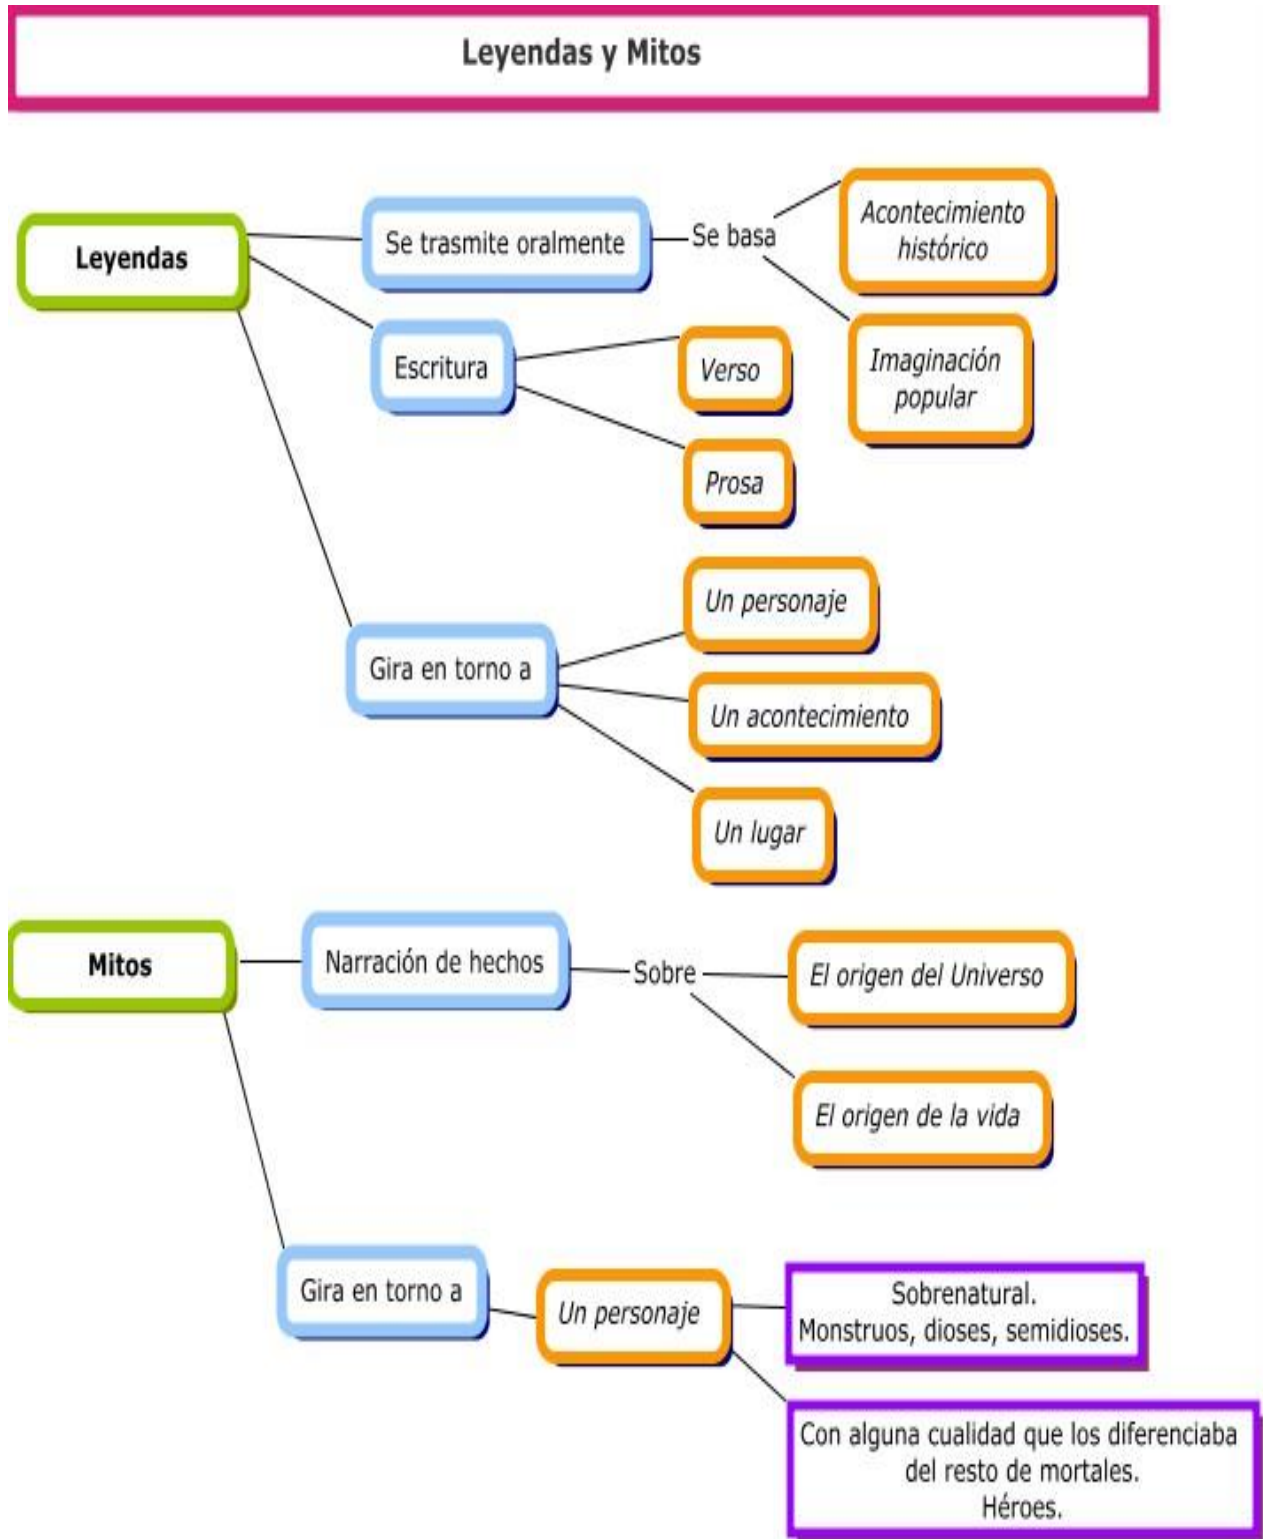 Leyendas y Mitos
Leyendas
Se trasmite oralmente
Se basa
Acontecimiento
histórico
Imaginación
popular
Escritura
Verso
Prosa
Gira en torno a
Un personaje
Un acontecimiento
Un lugar
Mitos
Narración de hechos
Sobre
El origen del Universo
El origen de la vida
Gira en torno a
Un personaje
Sobrenatural.
Monstruos, dioses, semidioses.
Con alguna cualidad que los diferenciaba
del resto de mortales.
Héroes.